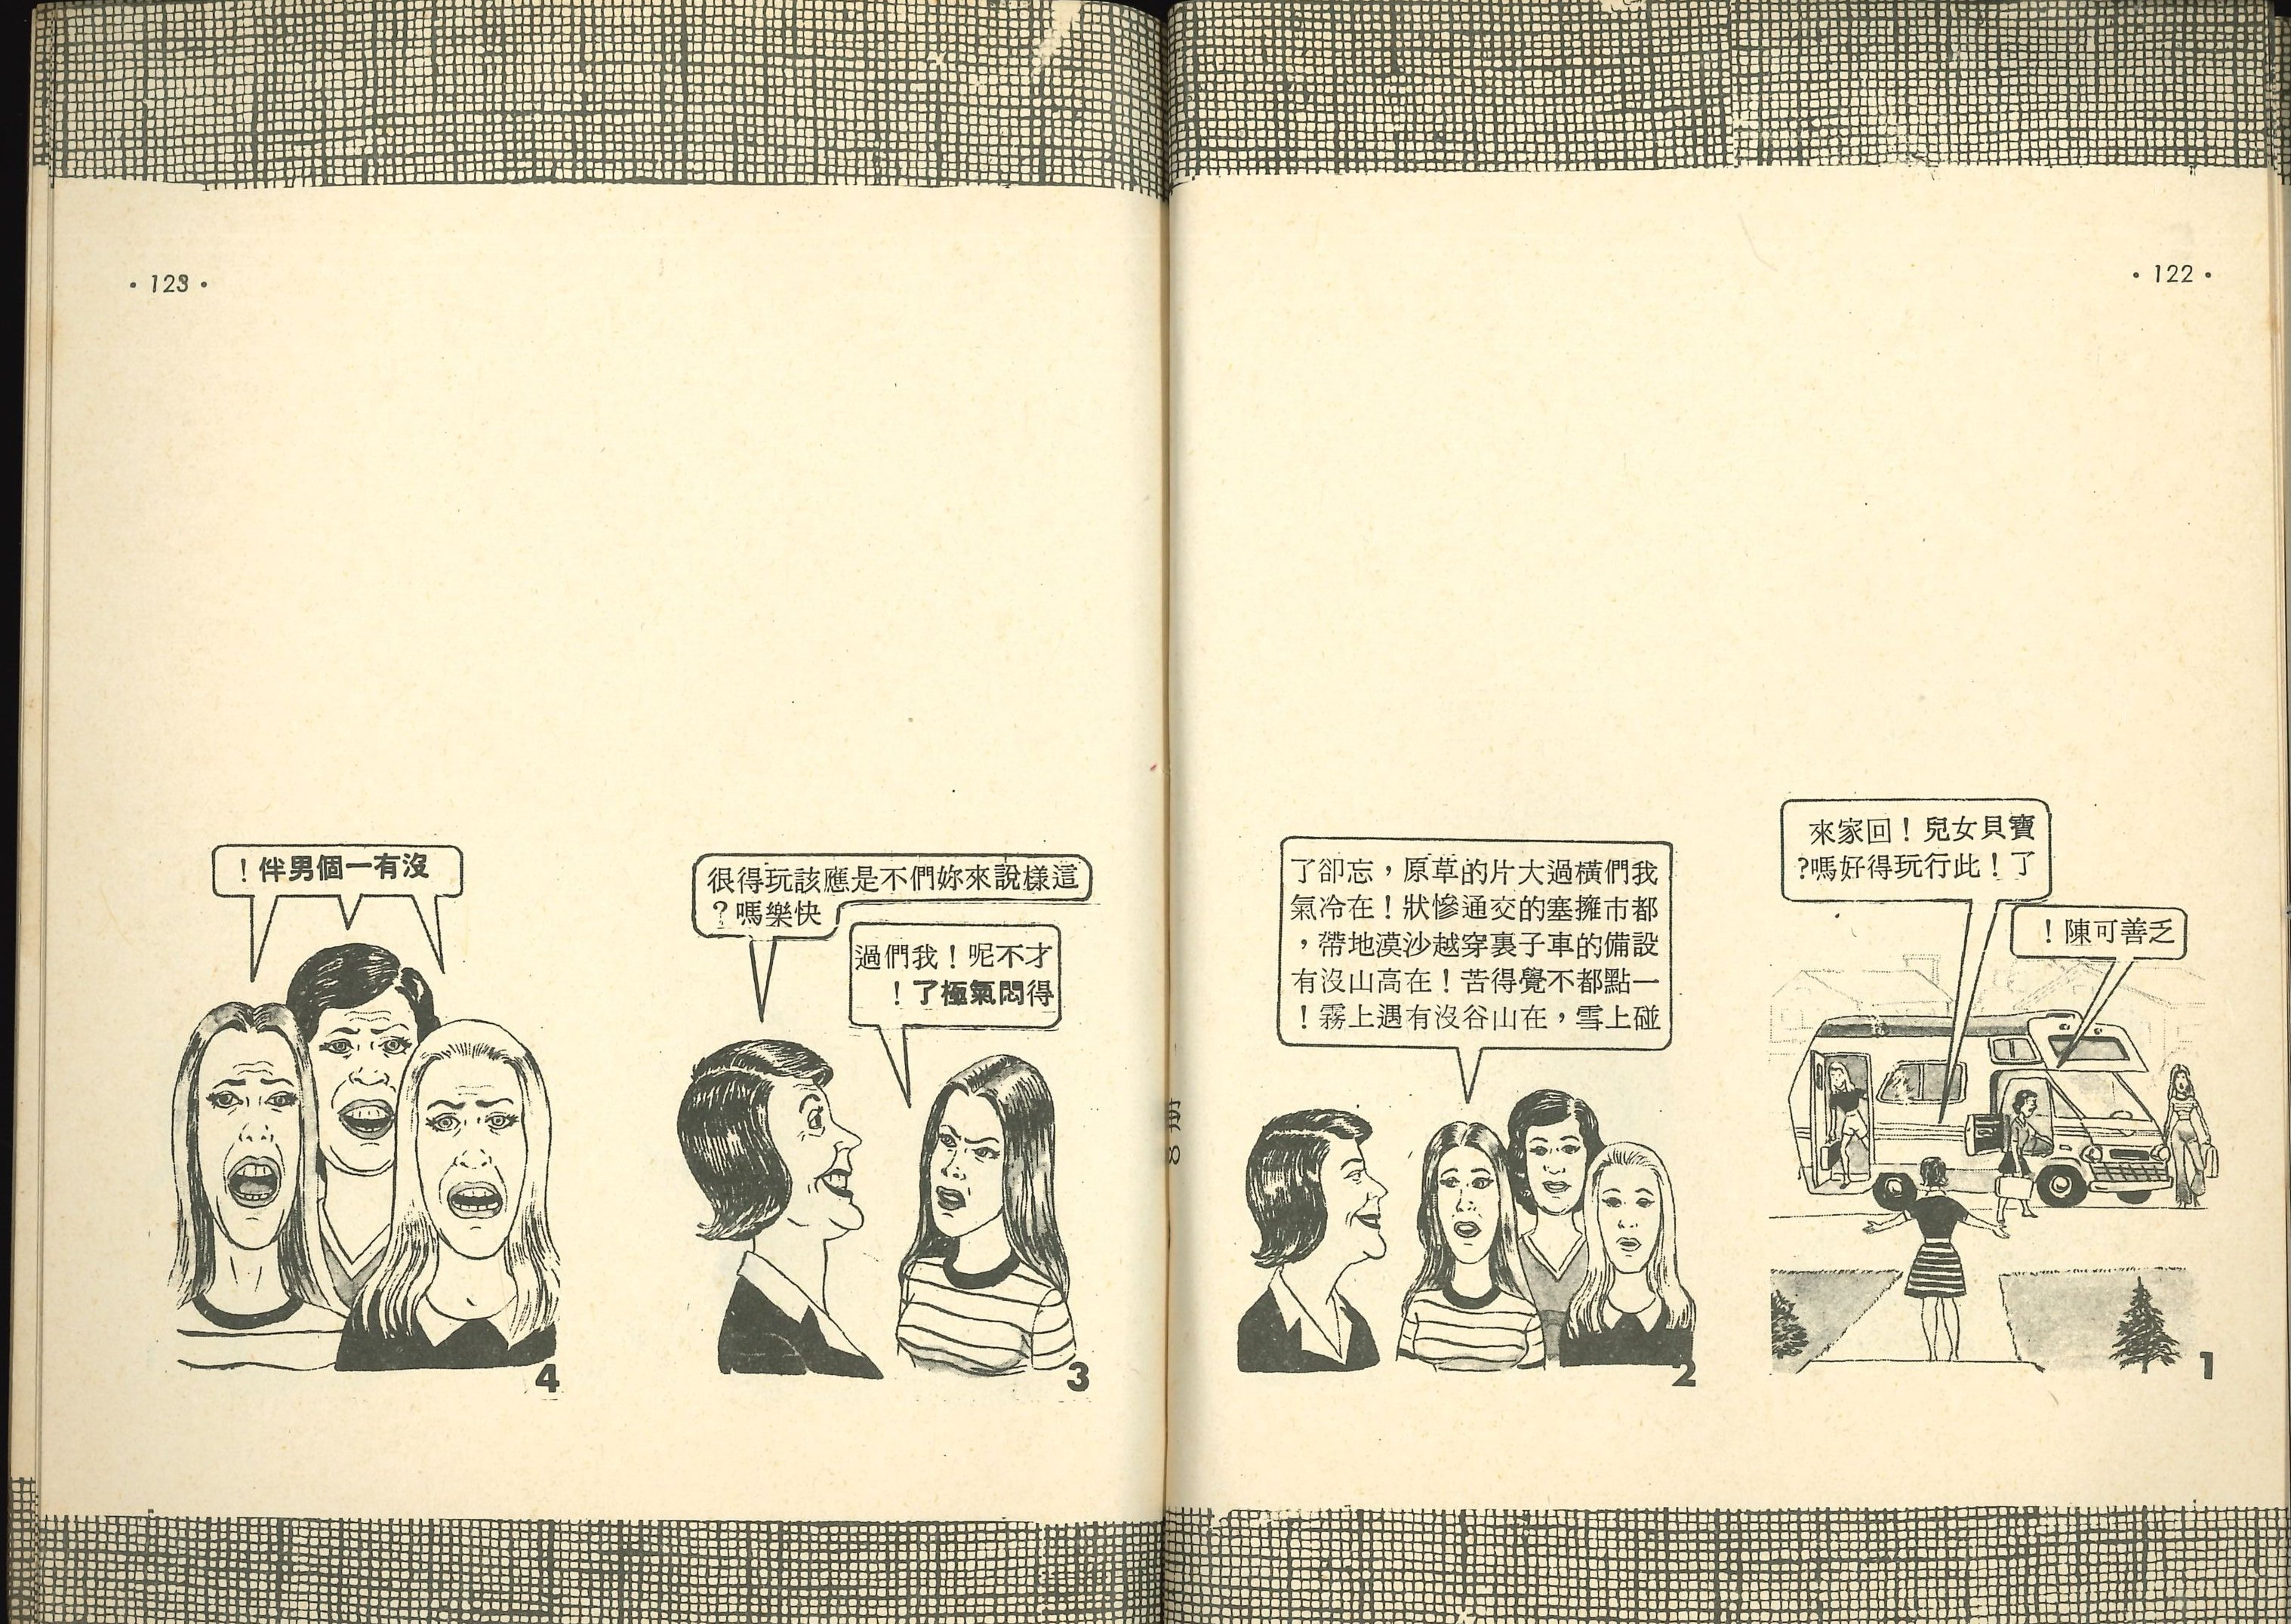 • 122 •
寶貝女兒！回家來
了！此行玩得好嗎?
乏善可陳！
1
我們橫過大片的草原，忘卻了
都市擁塞的交通慘狀！在冷氣
設備的車子裏穿越沙漠地帶，
一點都不覺得苦！在高山沒有
碰上雪，在山谷沒有遇上霧！
2
• 123 •
這樣說來妳們不是應該玩得很
快樂嗎？
才不呢！我們過
得悶氣極了！
3
沒有一個男伴！
4